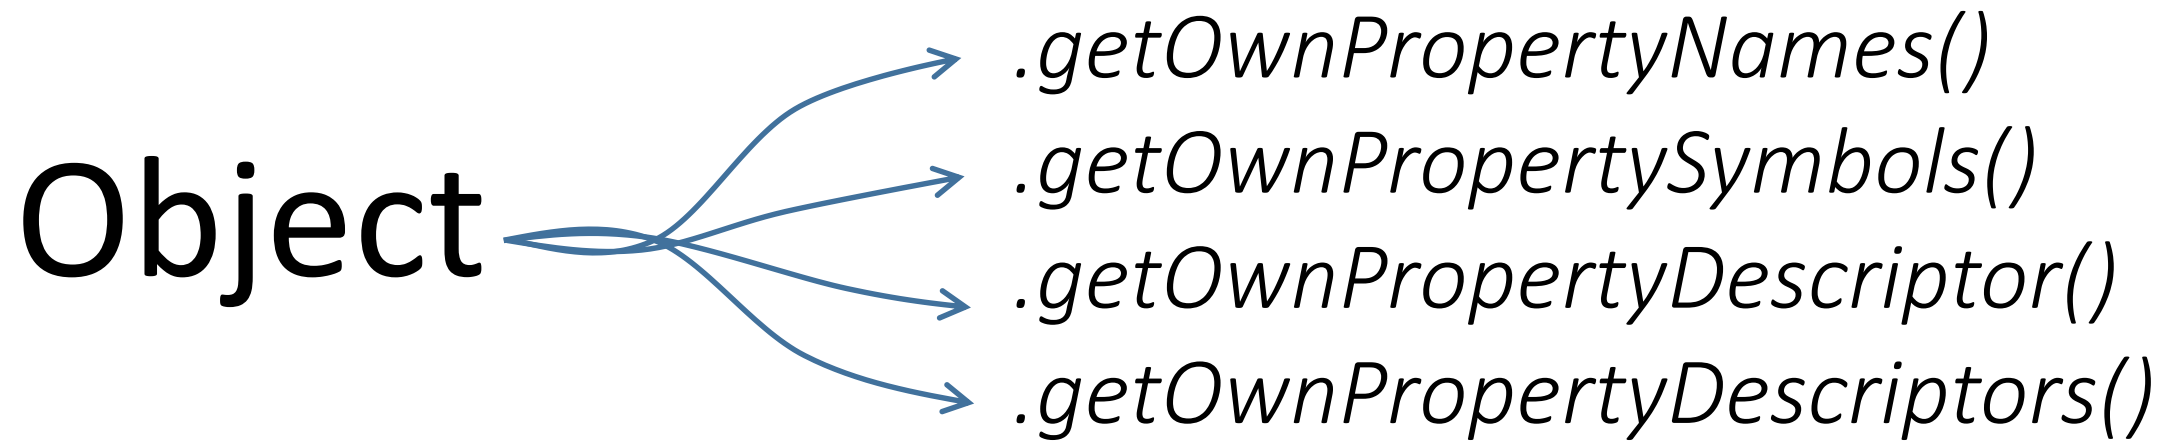 Object
.getOwnPropertyNames()
.getOwnPropertySymbols()
.getOwnPropertyDescriptor()
.getOwnPropertyDescriptors()